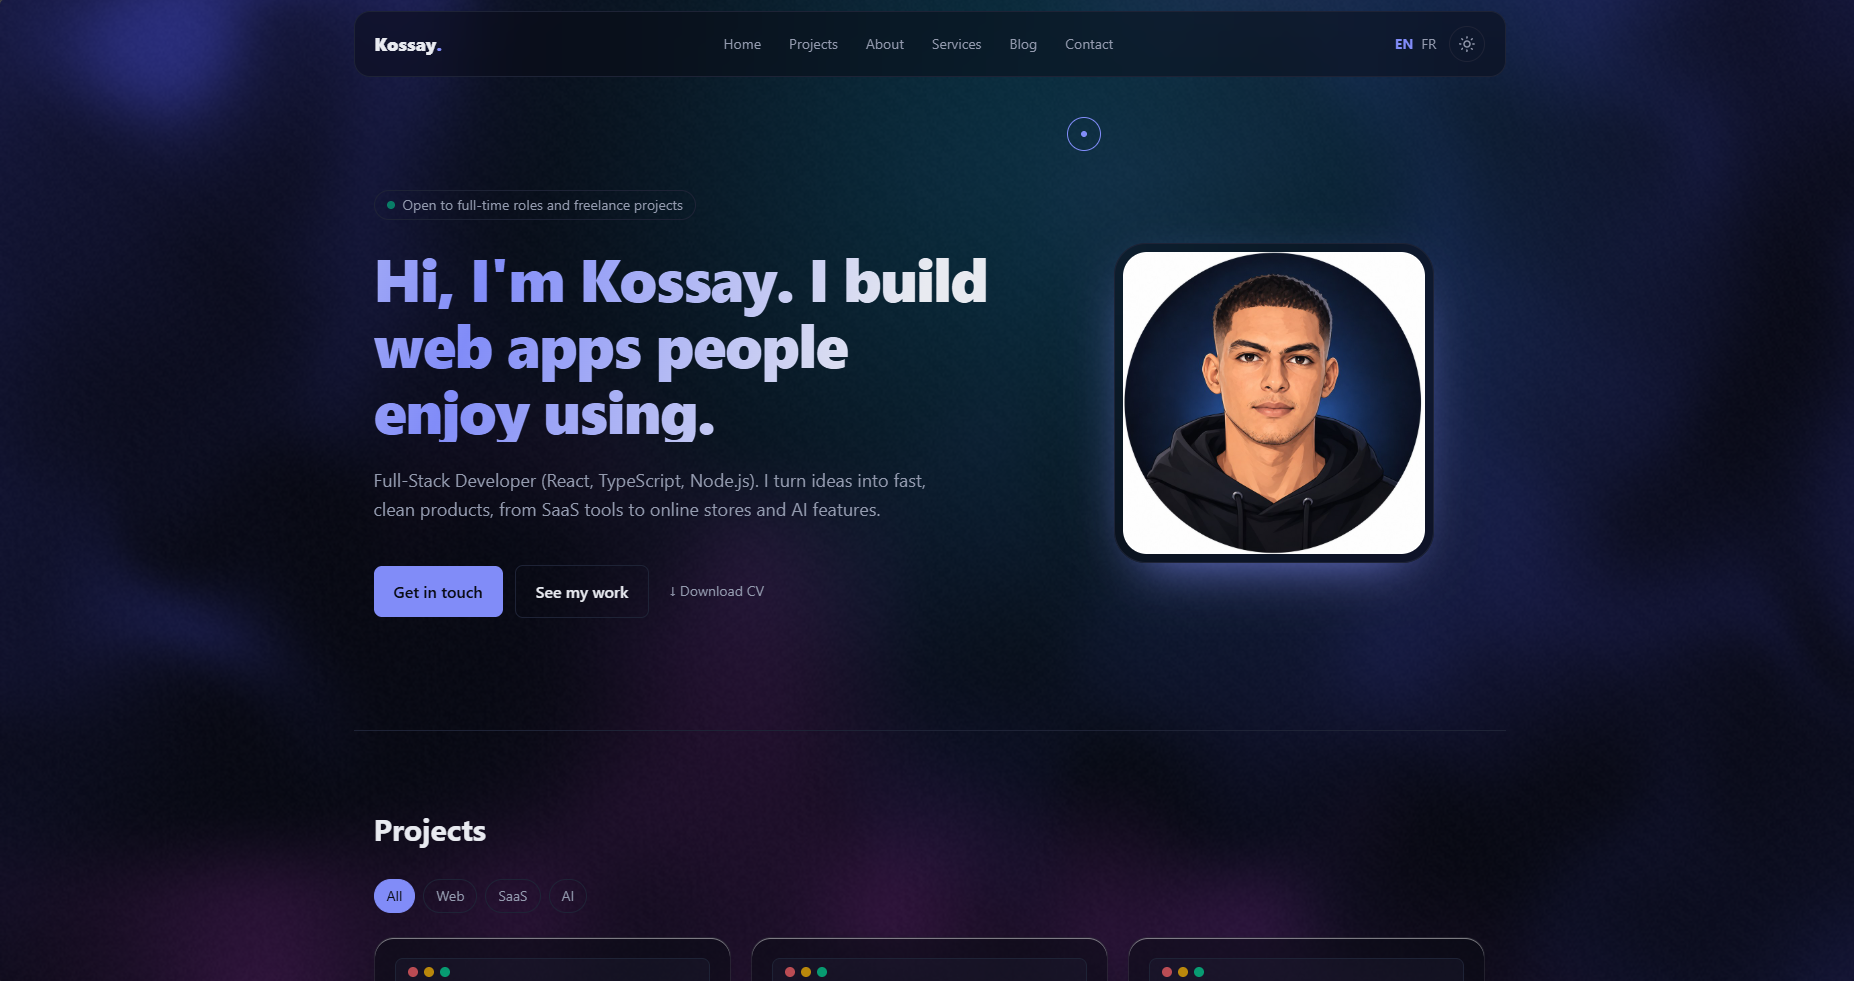 Kossay.
Home Projects About Services Blog Contact
EN FR
Open to full-time roles and freelance projects
Hi, I'm Kossay. I build
web apps people
enjoy using.
Full-Stack Developer (React, TypeScript, Node.js). I turn ideas into fast,
clean products, from SaaS tools to online stores and AI features.
Get in touch
See my work
↓ Download CV
Projects
All Web SaaS AI